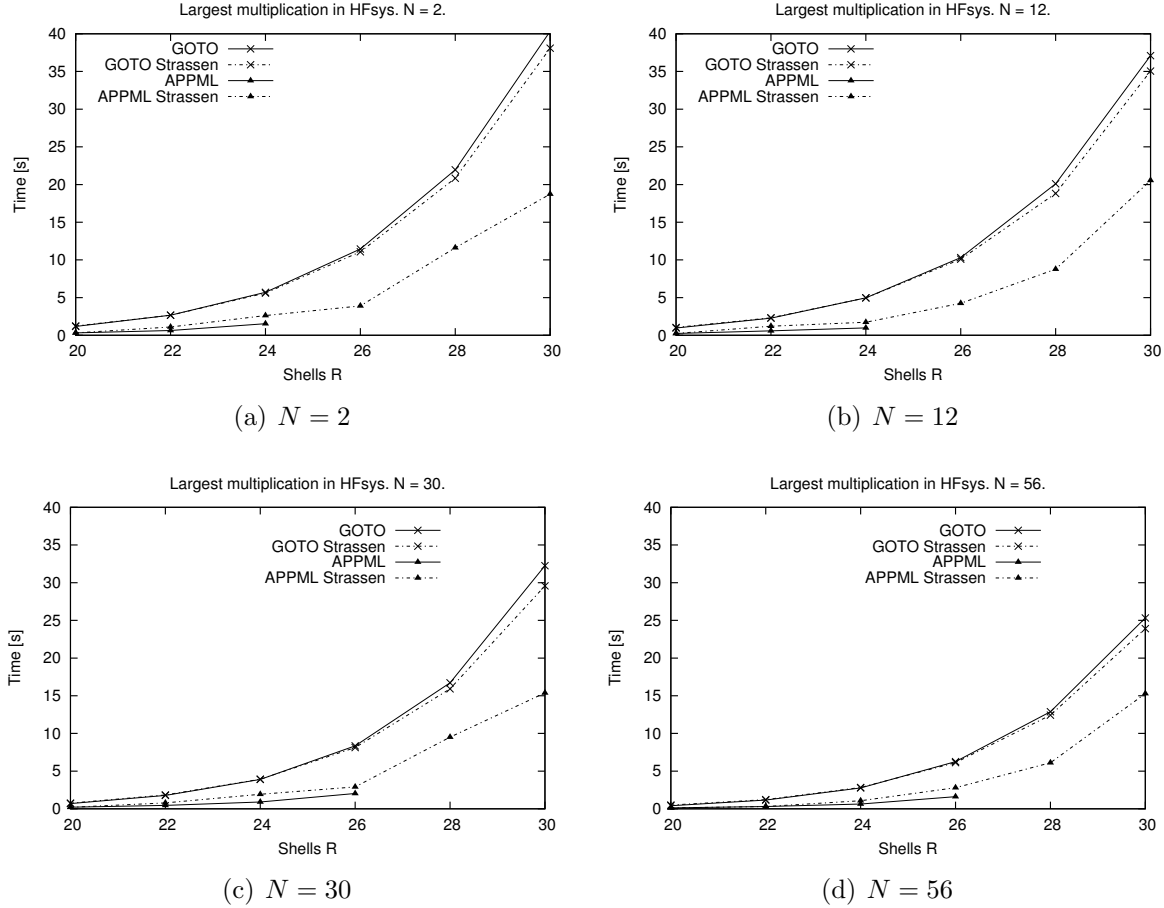 Largest multiplication in HFsys. N = 2.
40
35
30
25
20
15
10
5
0
Time [s]
GOTO
GOTO Strassen
APPML
APPML Strassen
20 22 24 26 28 30
Shells R
(a) N = 2
Largest multiplication in HFsys. N = 12.
40
35
30
25
20
15
10
5
0
Time [s]
GOTO
GOTO Strassen
APPML
APPML Strassen
20 22 24 26 28 30
Shells R
(b) N = 12
Largest multiplication in HFsys. N = 30.
40
35
30
25
20
15
10
5
0
Time [s]
GOTO
GOTO Strassen
APPML
APPML Strassen
20 22 24 26 28 30
Shells R
(c) N = 30
Largest multiplication in HFsys. N = 56.
40
35
30
25
20
15
10
5
0
Time [s]
GOTO
GOTO Strassen
APPML
APPML Strassen
20 22 24 26 28 30
Shells R
(d) N = 56